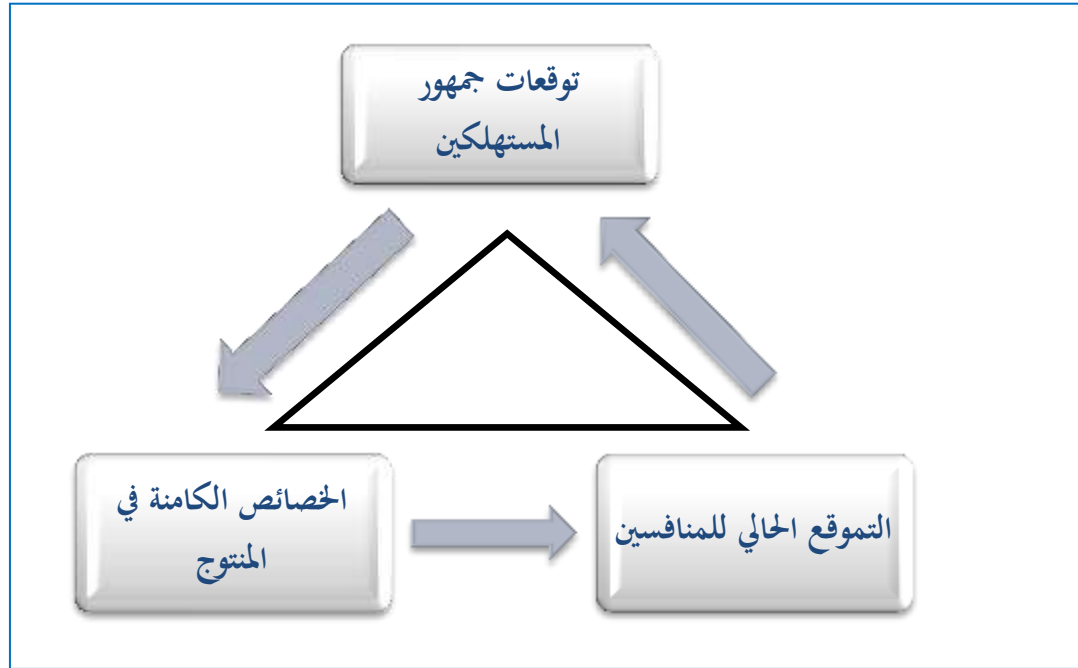 توقعات جمهور
المستهلكين
التموقع الحالي للمنافسين
الخصائص الكامنة في
المنتوج